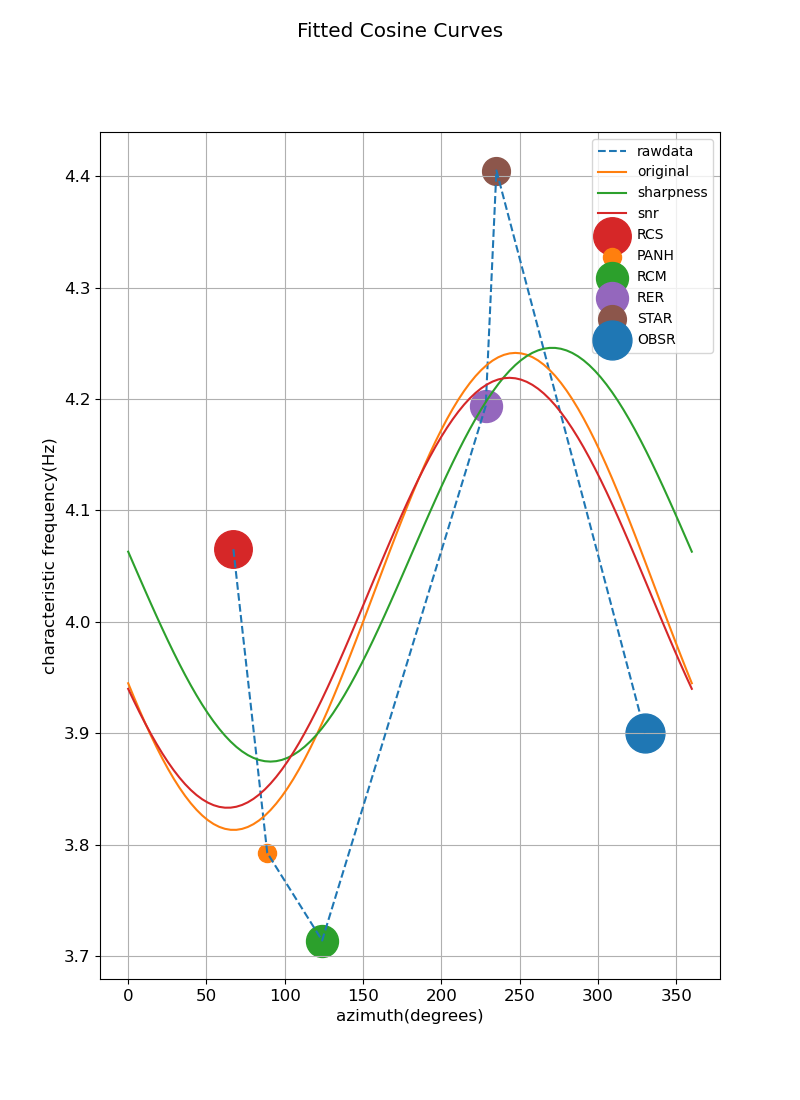 Fitted Cosine Curves
rawdata
original
sharpness
snr
RCS
PANH
RCM
RER
STAR
OBSR
characteristic frequency(Hz)
4.4
4.3
4.2
4.1
4.0
3.9
3.8
3.7
0 50 100 150 200 250 300 350
azimuth(degrees)